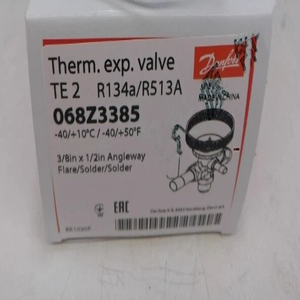 Therm. exp. valve
TE 2 R134a/R513A
068Z3385
-40/+10°C / -40/+50°F
3/8in x 1/2in Angleway
Flare/Solder/Solder
Danfoss
MADE IN CHINA
EAC